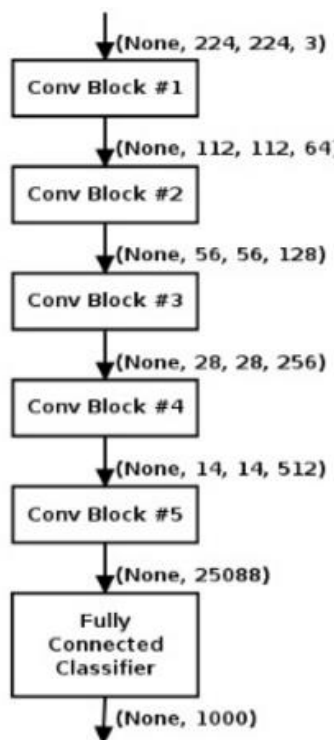 (None, 224, 224, 3)
Conv Block #1
(None, 112, 112, 64)
Conv Block #2
(None, 56, 56, 128)
Conv Block #3
(None, 28, 28, 256)
Conv Block #4
(None, 14, 14, 512)
Conv Block #5
(None, 25088)
Fully
Connected
Classifier
(None, 1000)